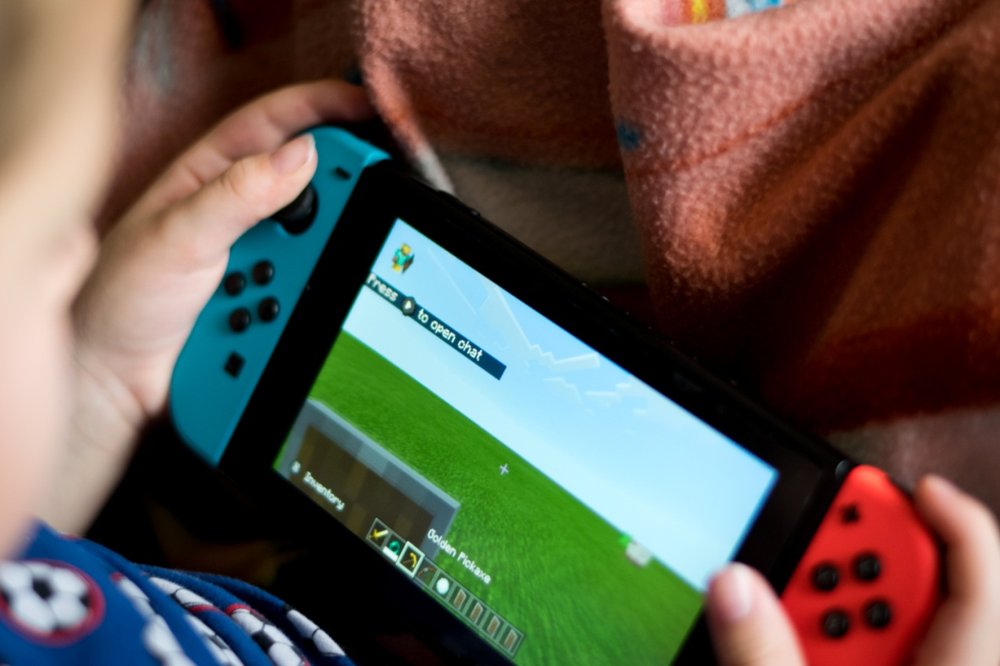 Press to open chat
Inventory
Golden Pickaxe